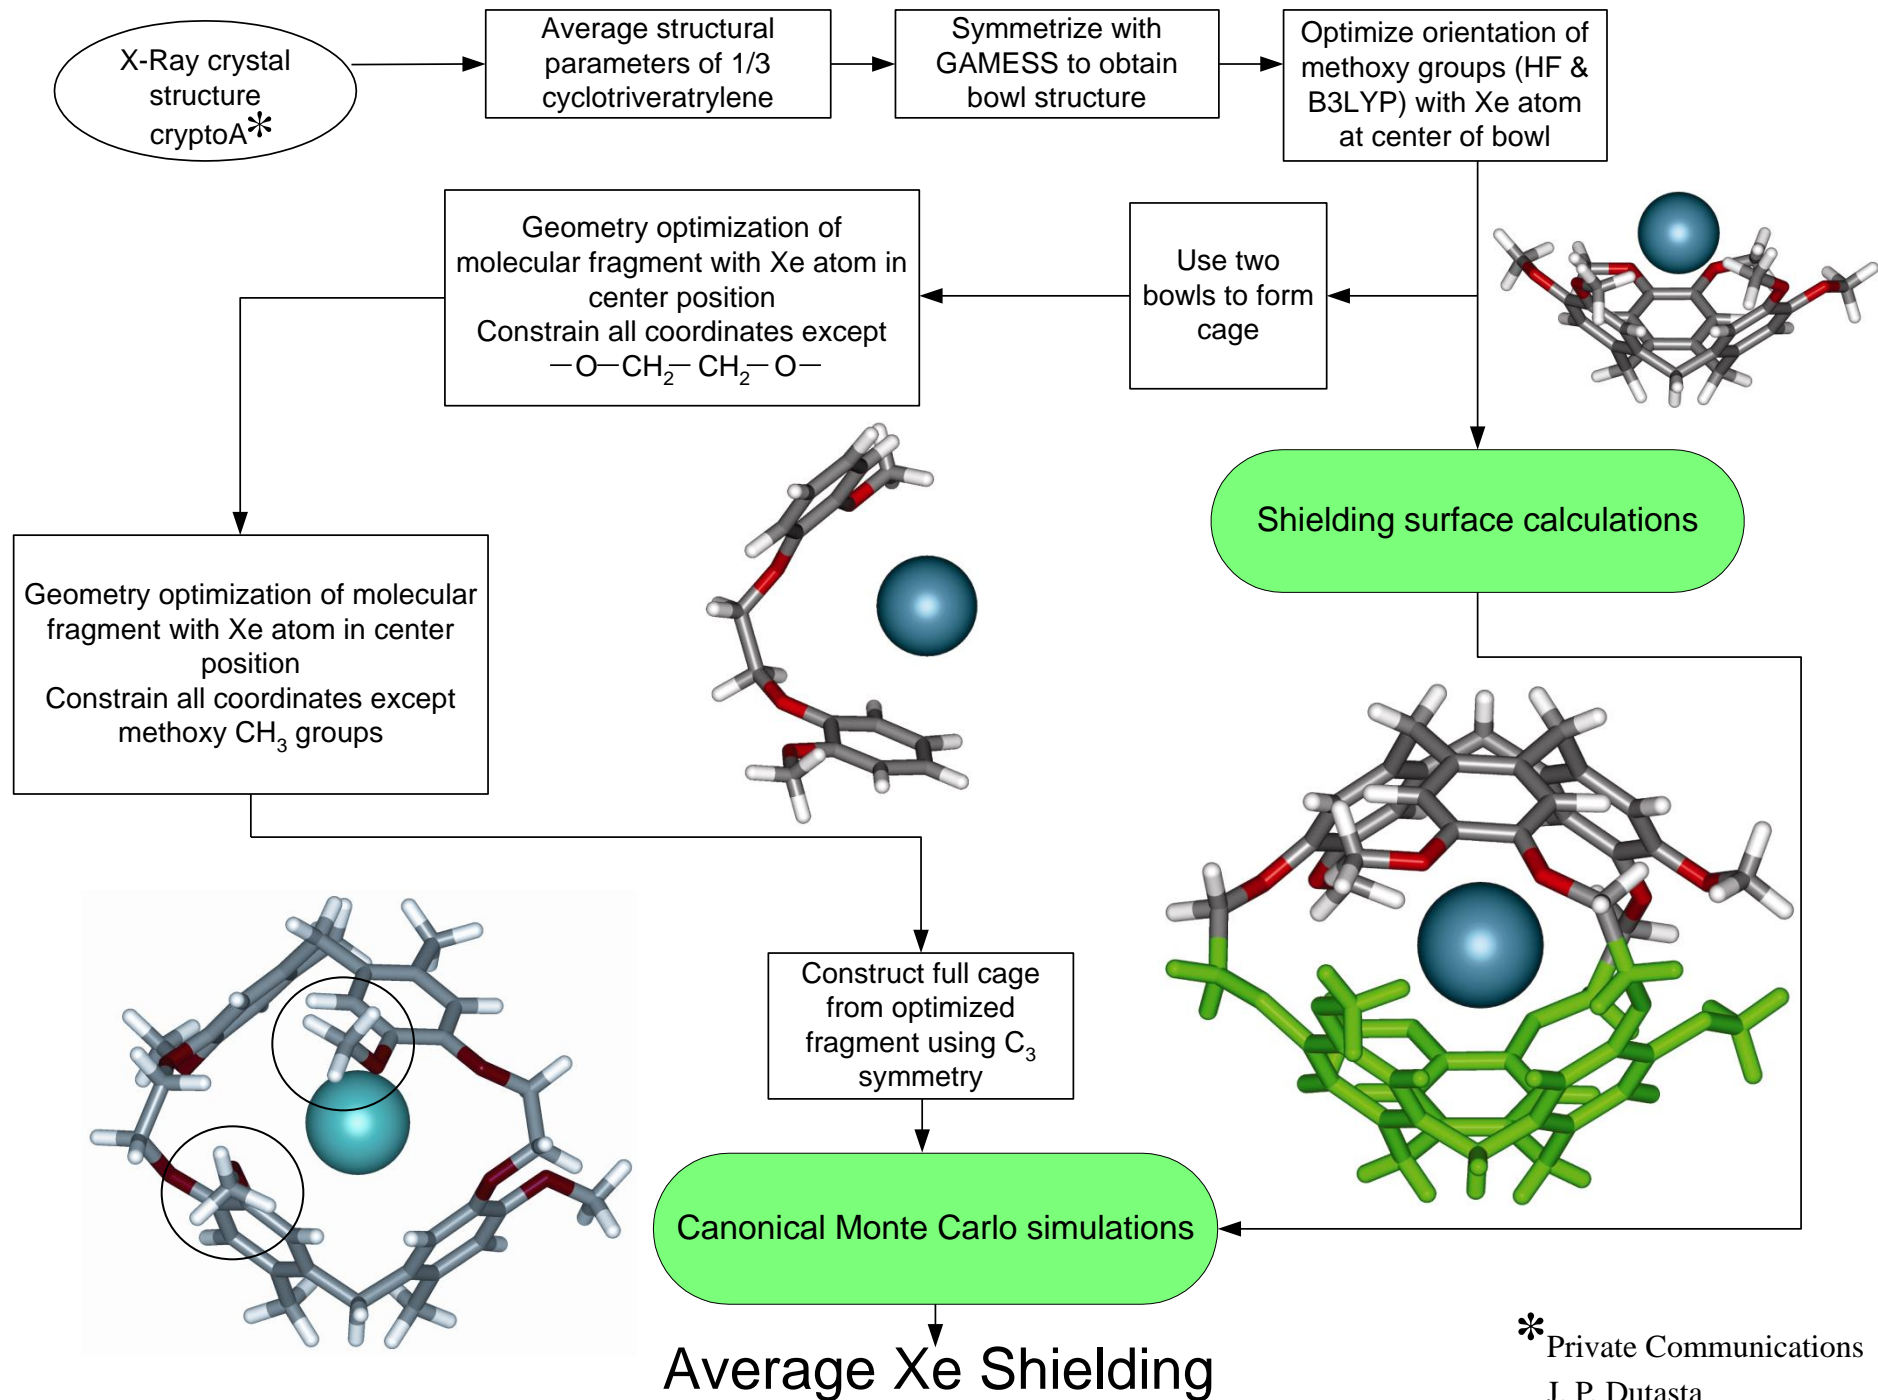 X-Ray crystal
structure
cryptoA*
Average structural
parameters of 1/3
cyclotriveratrylene
Symmetrize with
GAMESS to obtain
bowl structure
Optimize orientation of
methoxy groups (HF &
B3LYP) with Xe atom
at center of bowl
Geometry optimization of
molecular fragment with Xe atom in
center position
Constrain all coordinates except
—O—CH₂—CH₂—O—
Use two
bowls to form
cage
Shielding surface calculations
Geometry optimization of molecular
fragment with Xe atom in center
position
Constrain all coordinates except
methoxy CH₃ groups
Construct full cage
from optimized
fragment using C₃
symmetry
Canonical Monte Carlo simulations
Average Xe Shielding
*Private Communications
J. P. Dutasta